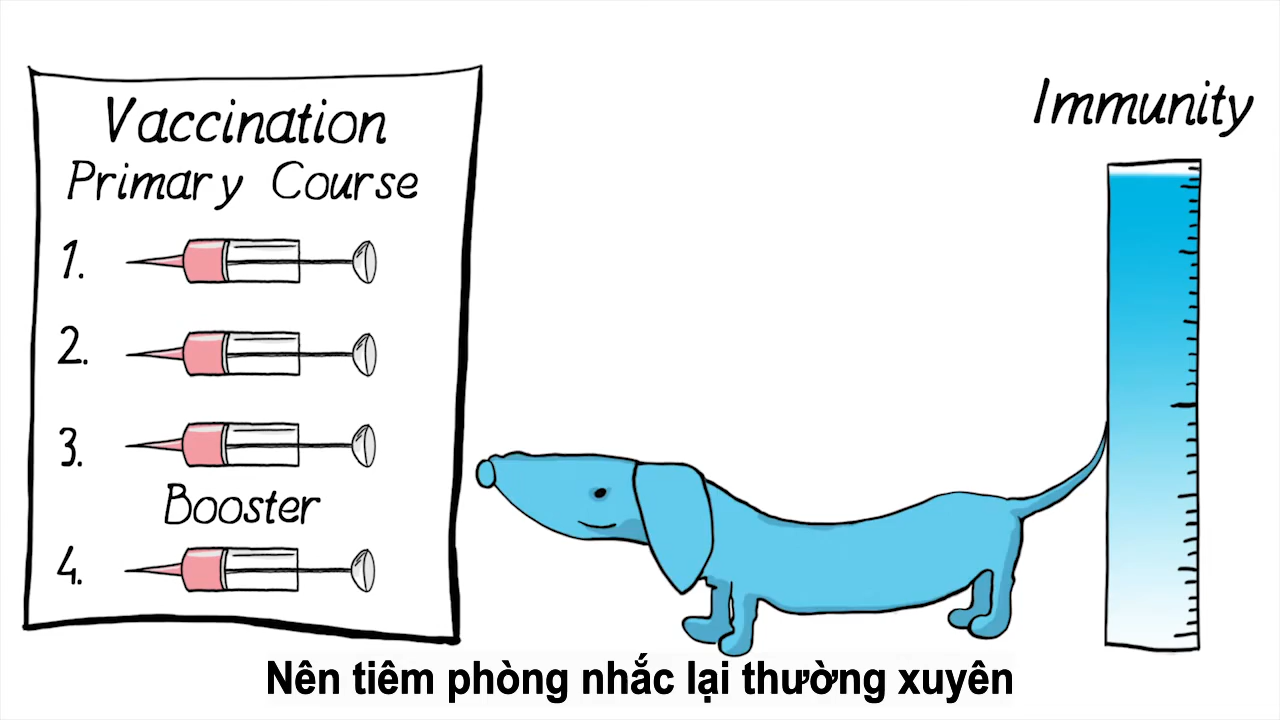 Vaccination
Primary Course
1.
2.
3.
Booster
4.
Immunity
Nên tiêm phòng nhắc lại thường xuyên